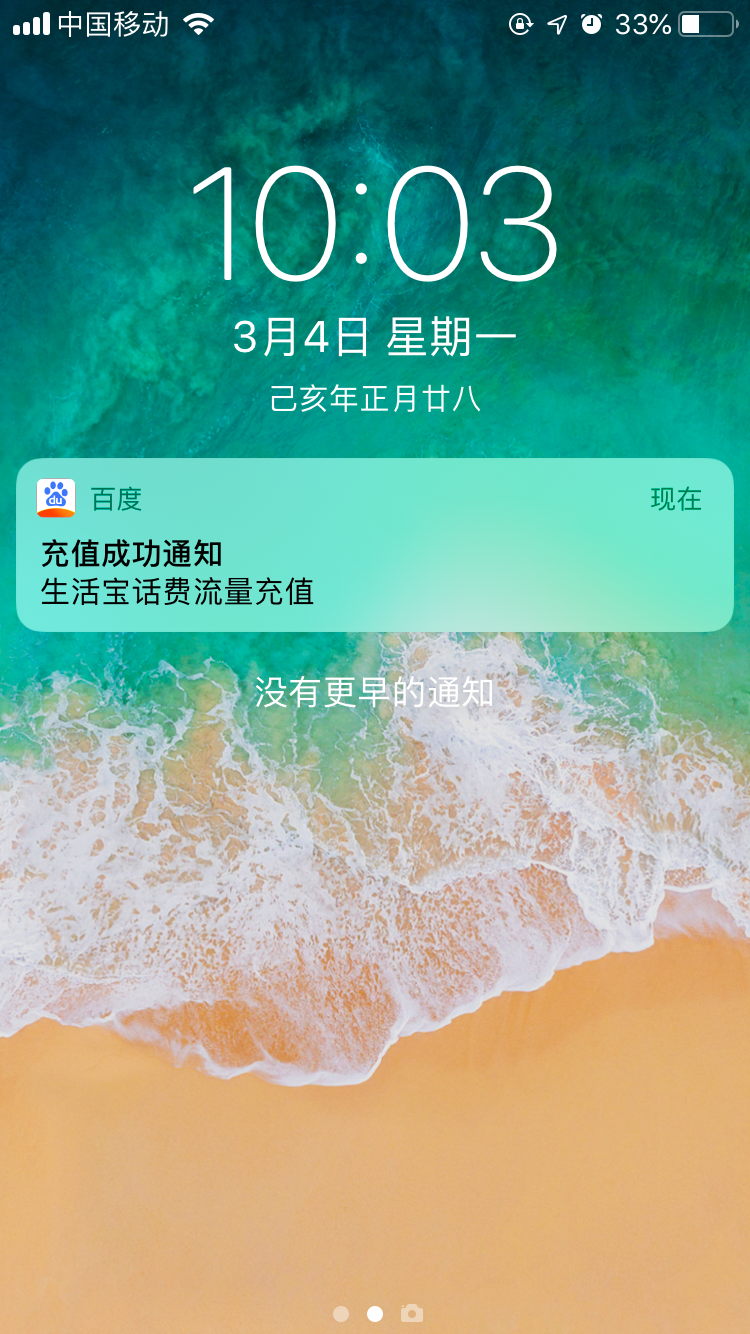 中国移动 33%
10:03
3月4日 星期一
己亥年正月廿八
du 百度 现在
充值成功通知
生活宝话费流量充值
没有更早的通知